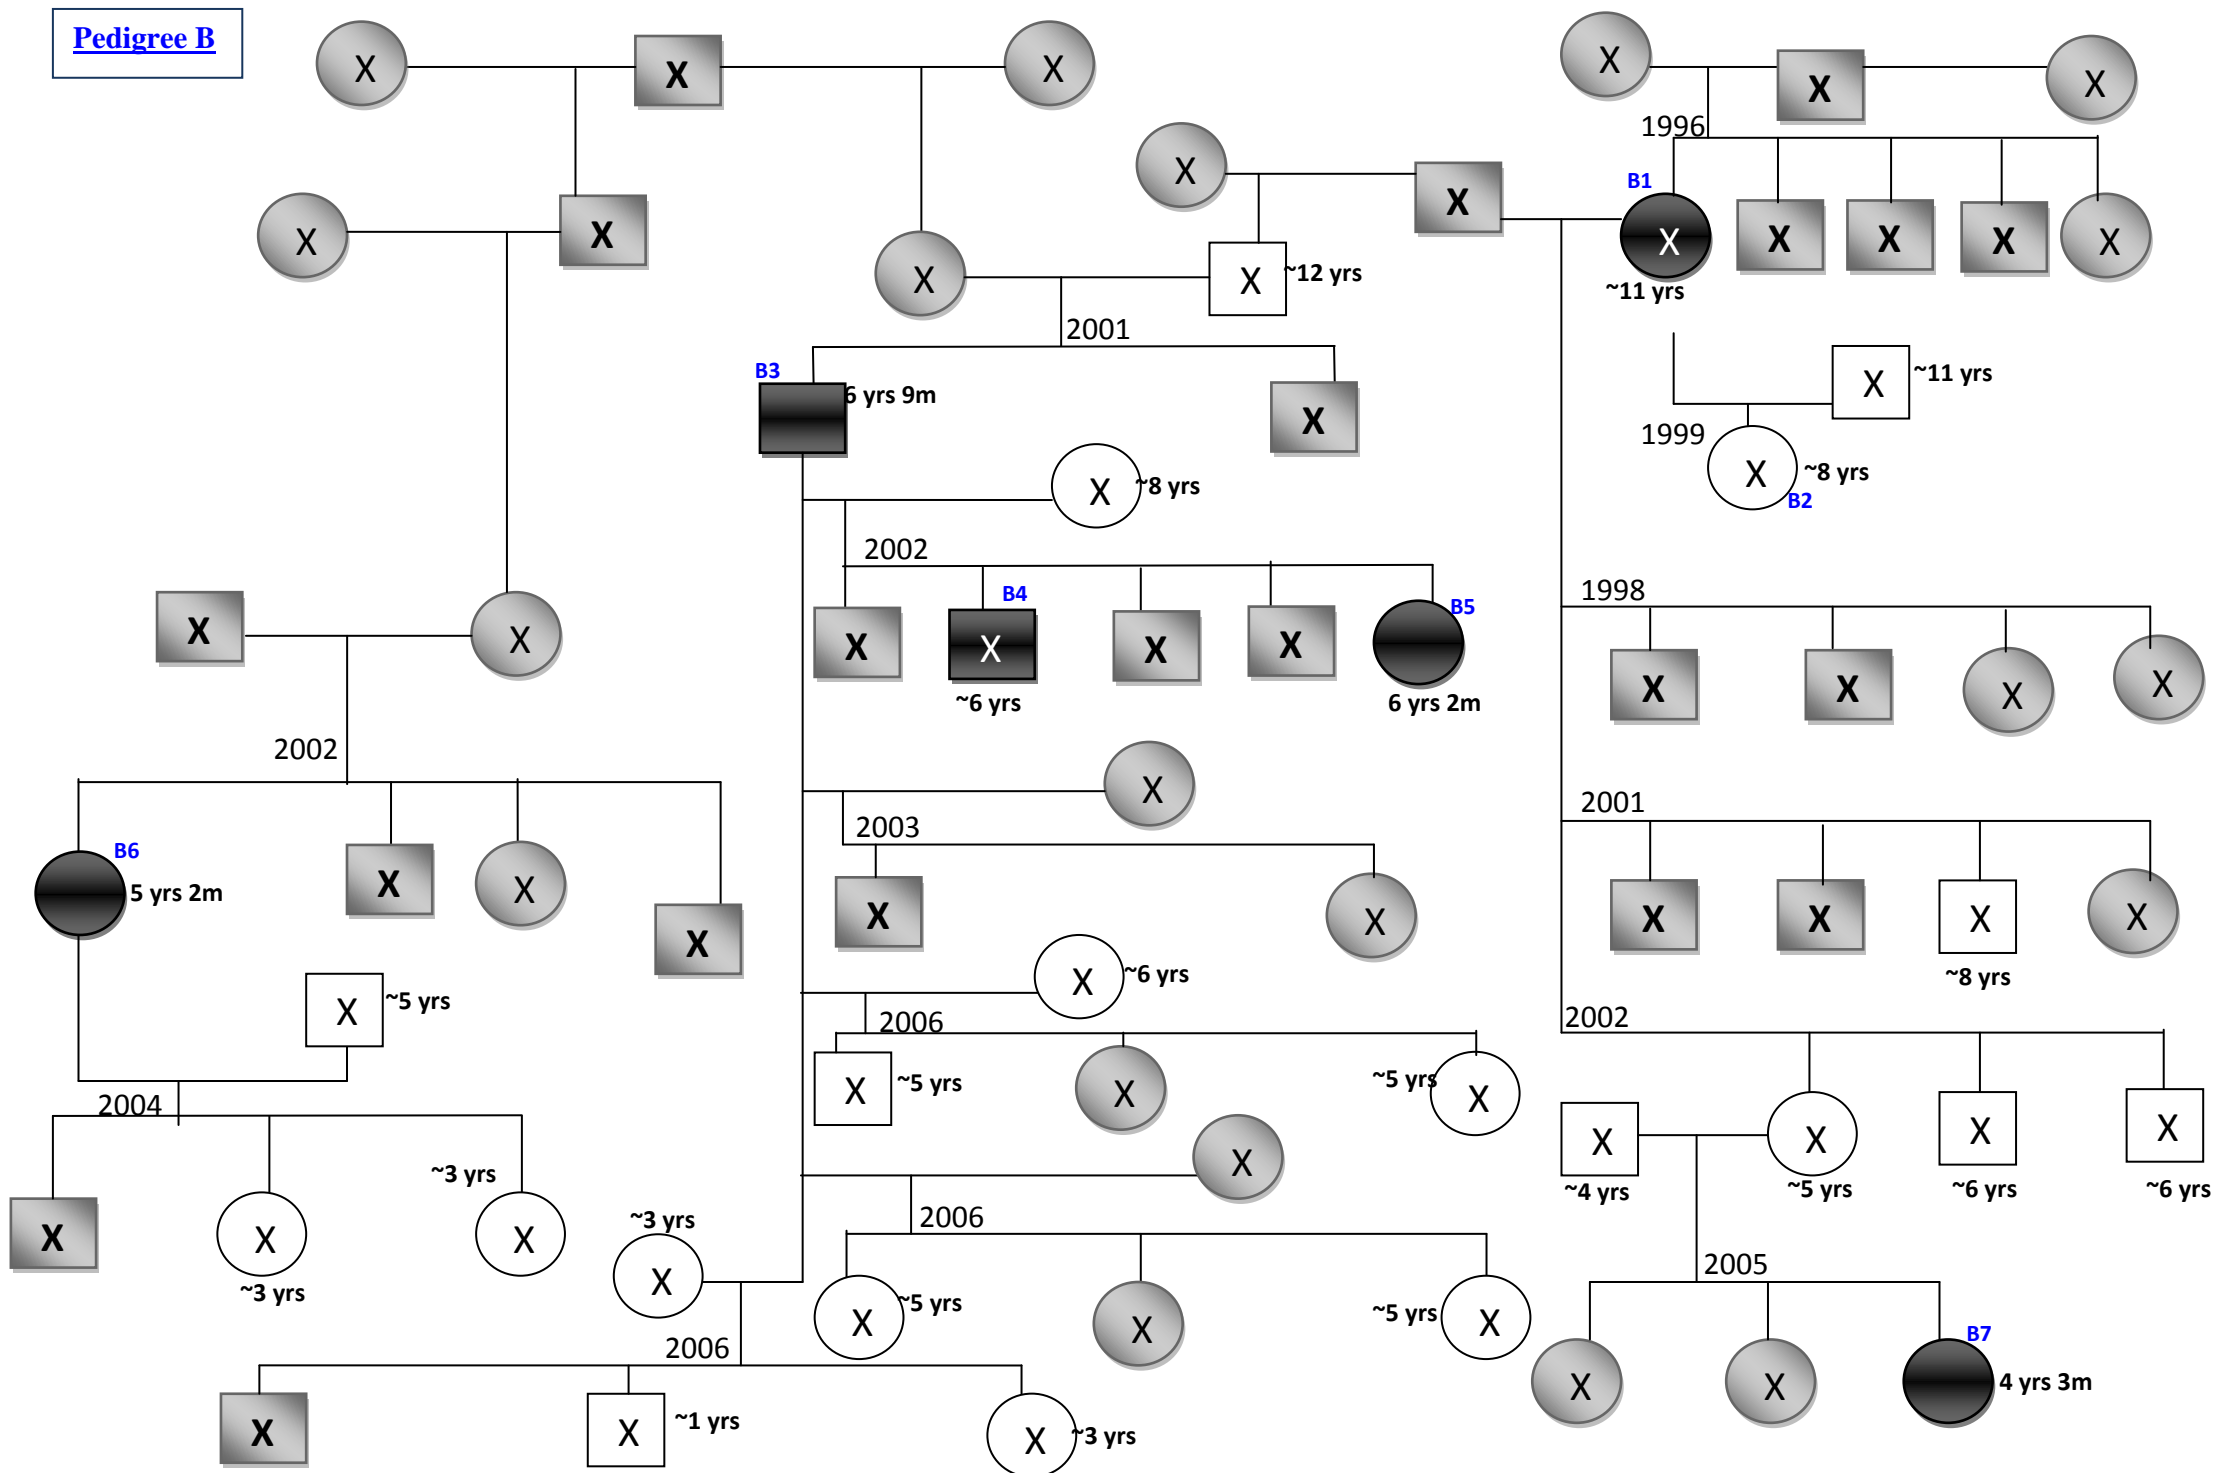 Pedigree B
X X X X X X
X 1996
B1
X X X X X X X X
X X ~12 yrs
~11 yrs
2001
B3
6 yrs 9m X X ~11 yrs
1999
X ~8 yrs X ~8 yrs
B2
2002
B4 B5
1998
X X X X X X
~6 yrs 6 yrs 2m
X X X X
2002
X
2001
2003
B6
5 yrs 2m X X X
X X X X X X
~5 yrs X ~6 yrs ~8 yrs
X
2006 2002
X ~5 yrs X ~5 yrs X
2004
X X X X
~4 yrs ~5 yrs ~6 yrs ~6 yrs
X
~3 yrs
X X X ~3 yrs 2006
~3 yrs X
2005
X ~5 yrs X ~5 yrs X
2006 B7
X X 4 yrs 3m
X X ~1 yrs X ~3 yrs